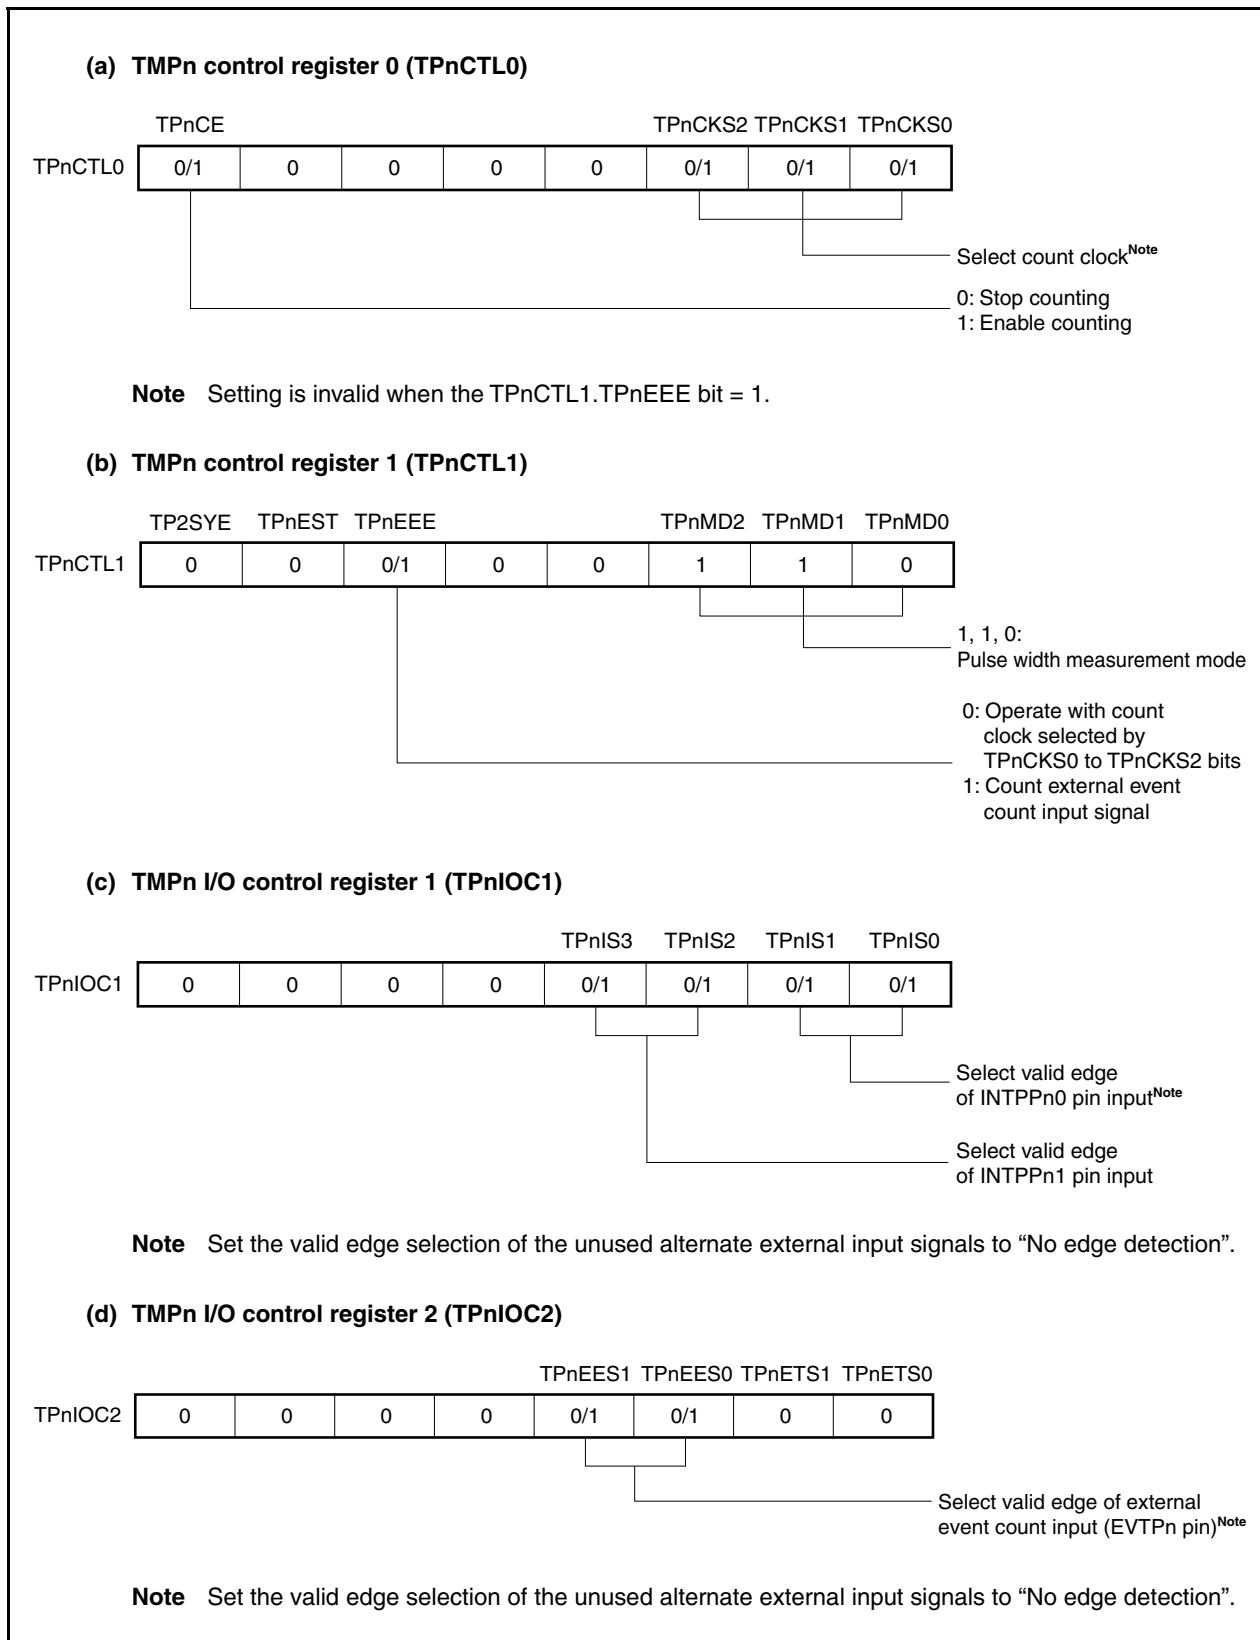 (a) TMPn control register 0 (TPnCTL0)
TPnCE TPnCKS2 TPnCKS1 TPnCKS0
TPnCTL0 0/1 0 0 0 0 0/1 0/1 0/1
Select count clockNote
0: Stop counting
1: Enable counting
Note Setting is invalid when the TPnCTL1.TPnEEE bit = 1.
(b) TMPn control register 1 (TPnCTL1)
TP2SYE TPnEST TPnEEE TPnMD2 TPnMD1 TPnMD0
TPnCTL1 0 0 0/1 0 0 1 1 0
1, 1, 0:
Pulse width measurement mode
0: Operate with count
clock selected by
TPnCKS0 to TPnCKS2 bits
1: Count external event
count input signal
(c) TMPn I/O control register 1 (TPnIOC1)
TPnIS3 TPnIS2 TPnIS1 TPnIS0
TPnIOC1 0 0 0 0 0/1 0/1 0/1 0/1
Select valid edge
of INTPPn0 pin inputNote
Select valid edge
of INTPPn1 pin input
Note Set the valid edge selection of the unused alternate external input signals to “No edge detection”.
(d) TMPn I/O control register 2 (TPnIOC2)
TPnEES1 TPnEES0 TPnETS1 TPnETS0
TPnIOC2 0 0 0 0 0/1 0/1 0 0
Select valid edge of external
event count input (EVTPn pin)Note
Note Set the valid edge selection of the unused alternate external input signals to “No edge detection”.